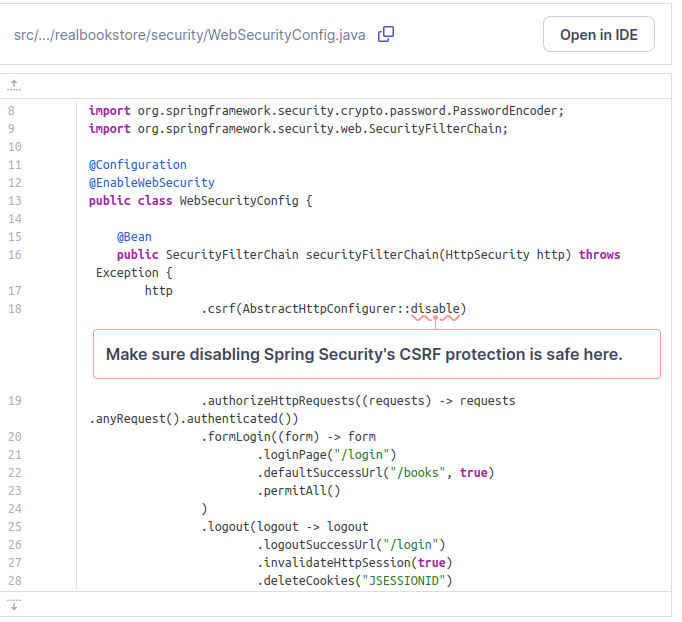 src/.../realbookstore/security/WebSecurityConfig.java
Open in IDE
8 import org.springframework.security.crypto.password.PasswordEncoder;
9 import org.springframework.security.web.SecurityFilterChain;
10
11 @Configuration
12 @EnableWebSecurity
13 public class WebSecurityConfig {
14
15 @Bean
16 public SecurityFilterChain securityFilterChain(HttpSecurity http) throws
Exception {
17 http
18 .csrf(AbstractHttpConfigurer::disable)
Make sure disabling Spring Security's CSRF protection is safe here.
19 .authorizeHttpRequests((requests) -> requests
.anyRequest().authenticated())
20 .formLogin((form) -> form
21 .loginPage("/login")
22 .defaultSuccessUrl("/books", true)
23 .permitAll()
24 )
25 .logout(logout -> logout
26 .logoutSuccessUrl("/login")
27 .invalidateHttpSession(true)
28 .deleteCookies("JSESSIONID")